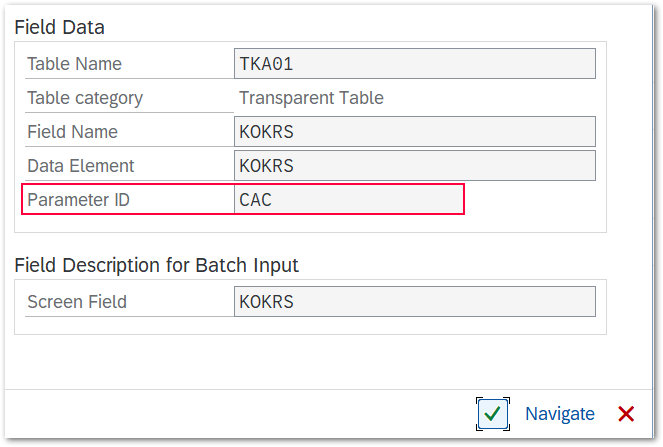 Field Data
Table Name TKA01
Table category Transparent Table
Field Name KOKRS
Data Element KOKRS
Parameter ID CAC
Field Description for Batch Input
Screen Field KOKRS
Navigate